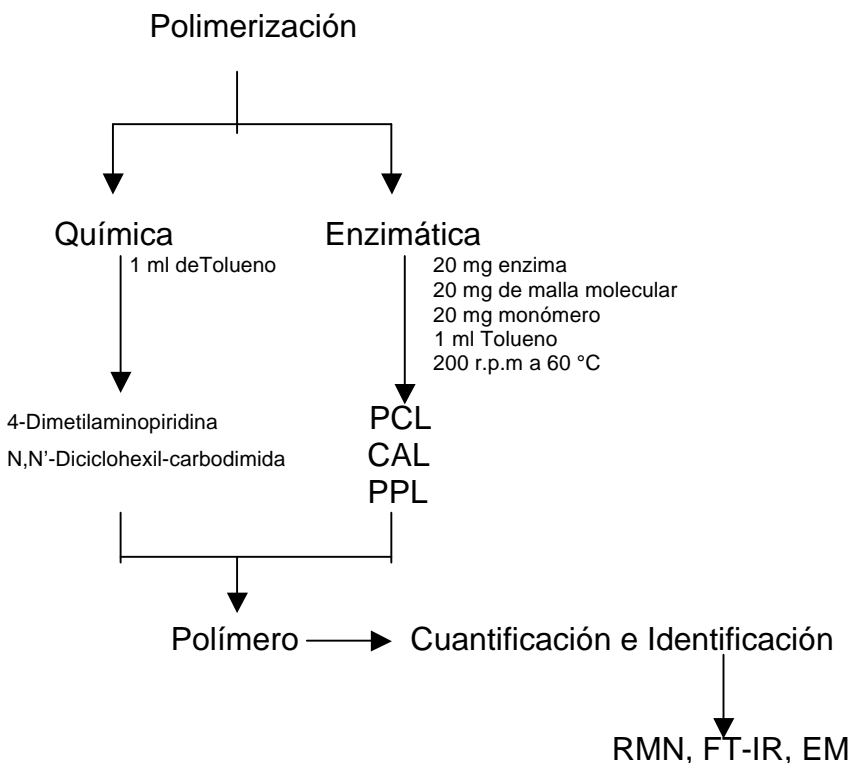 Polimerización
Química
1 ml deTolueno
4-Dimetilaminopiridina
N,N'-Diciclohexil-carbodimida
Enzimática
20 mg enzima
20 mg de malla molecular
20 mg monómero
1 ml Tolueno
200 r.p.m a 60 °C
PCL
CAL
PPL
Polímero
Cuantificación e Identificación
RMN, FT-IR, EM